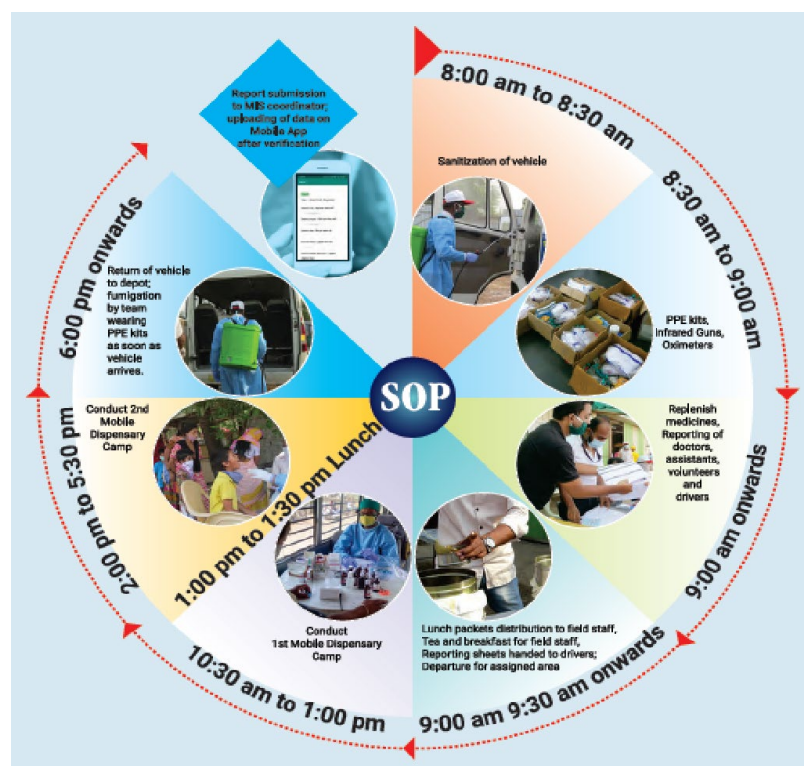 8:00 am to 8:30 am
Sanitization of vehicle
8:30 am to 9:00 am
PPE kits,
Infrared Guns,
Oximeters
9:00 am onwards
Replenish
medicines,
Reporting of
doctors,
assistants,
volunteers
and
drivers
9:00 am 9:30 am onwards
Lunch packets distribution to field staff,
Tea and breakfast for field staff,
Reporting sheets handed to drivers;
Departure for assigned area
10:30 am to 1:00 pm
Conduct
1st Mobile Dispensary
Camp
1:00 pm to 1:30 pm Lunch
2:00 pm to 5:30 pm
Conduct 2nd
Mobile
Dispensary
Camp
6:00 pm onwards
Return of vehicle
to depot;
fumigation
by team
wearing
PPE kits
as soon as
vehicle
arrives.
Report submission
to MIS coordinator;
uploading of data on
Mobile App
after verification
SOP